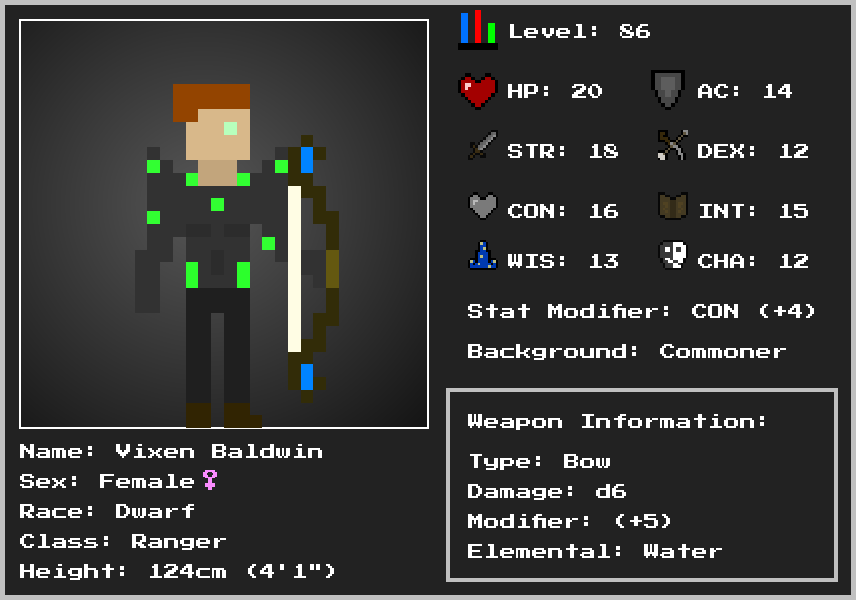 Level: 86
HP: 20 AC: 14
STR: 18 DEX: 12
CON: 16 INT: 15
WIS: 13 CHA: 12
Stat Modifier: CON (+4)
Background: Commoner
Weapon Information:
Type: Bow
Damage: d6
Modifier: (+5)
Elemental: Water
Name: Vixen Baldwin
Sex: Female♀
Race: Dwarf
Class: Ranger
Height: 124cm (4'1")